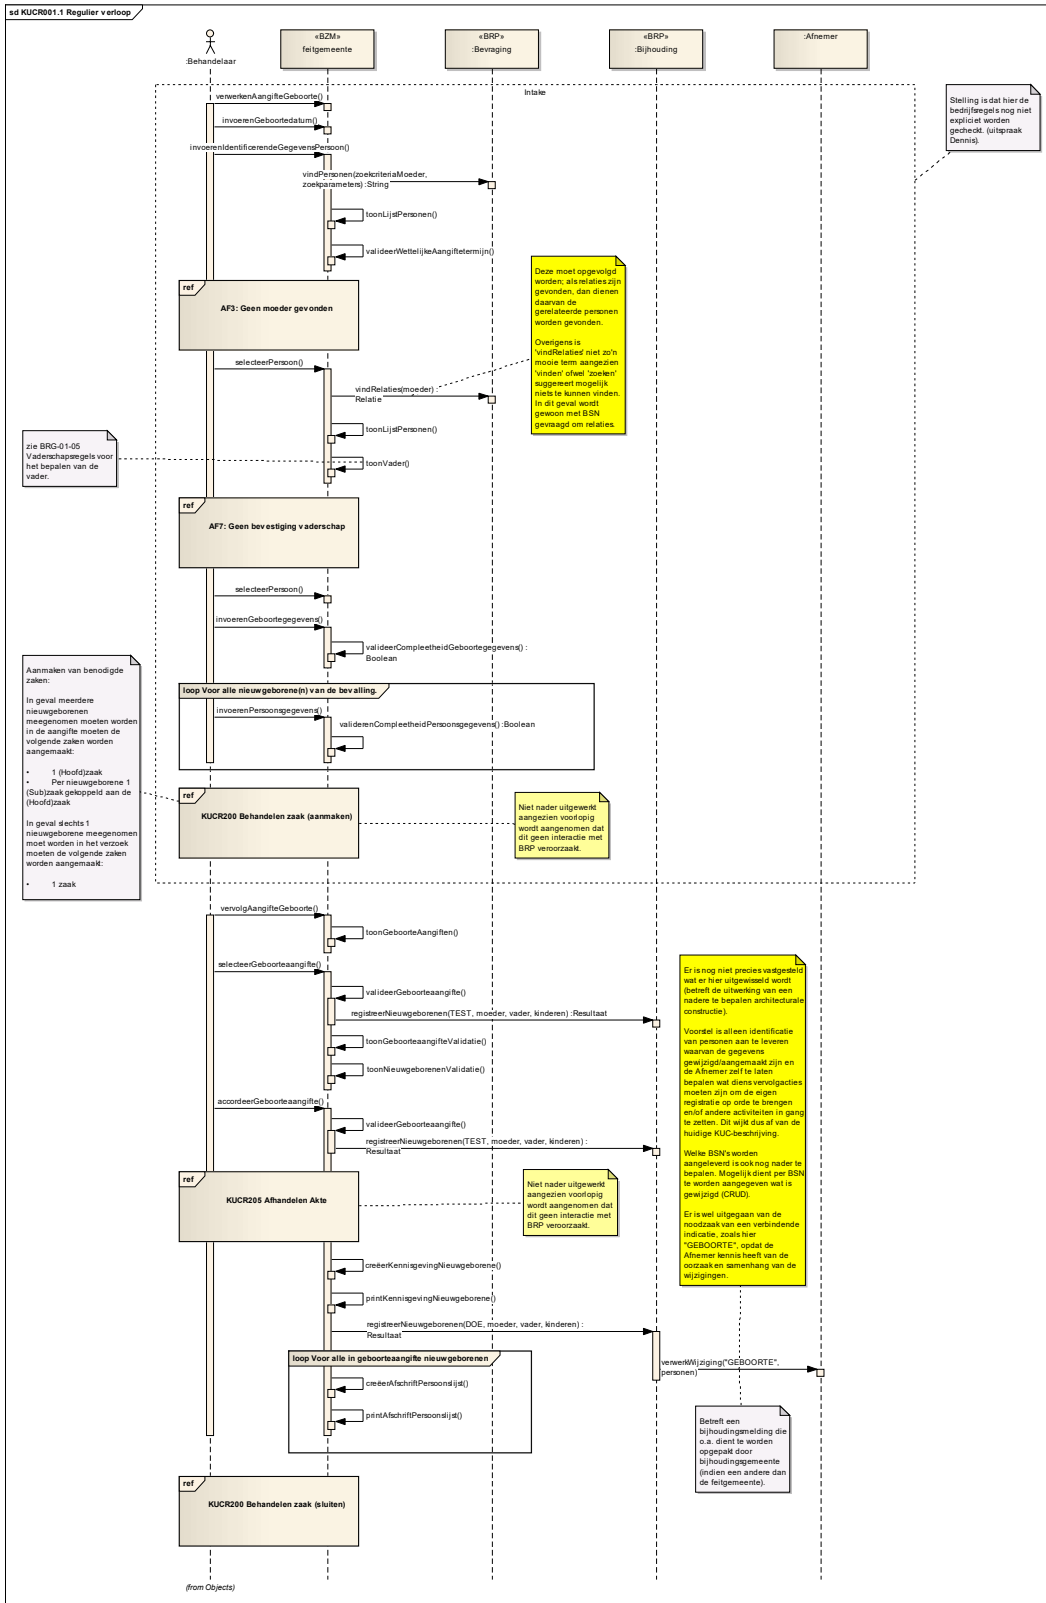 sd KUCR001.1 Regulier verloop
:Behandelaar
«BZM»
feitgemeente
«BRP»
:Bevraging
«BRP»
:Bijhouding
:Afnemer
Intake
verwerkenAangifteGeboorte()
invoerenGeboortedatum()
invoerenIdentificerendeGegevensPersoon()
vindPersonen(zoekcriteriaMoeder,
zoekparameters) :String
toonLijstPersonen()
valideerWettelijkeAangiftetermijn()
Stelling is dat hier de
bedrijfsregels nog niet
expliciet worden
gecheckt. (uitspraak
Dennis).
ref
AF3: Geen moeder gevonden
Deze moet opgevolgd
worden; als relaties zijn
gevonden, dan dienen
daarvan de
gerelateerde personen
worden gevonden.
Overigens is
'vindRelaties' niet zo'n
mooie term aangezien
'vinden' ofwel 'zoeken'
suggereert mogelijk
niets te kunnen vinden.
In dit geval wordt
gewoon met BSN
gevraagd om relaties.
selecteerPersoon()
vindRelaties(moeder) :
Relatie
toonLijstPersonen()
toonVader()
zie BRG-01-05
Vaderschapsregels voor
het bepalen van de
vader.
ref
AF7: Geen bevestiging vaderschap
selecteerPersoon()
invoerenGeboortegegevens()
valideerCompleetheidGeboortegegevens() :
Boolean
loop Voor alle nieuwgeborene(n) van de bevalling.
invoerenPersoonsgegevens()
validerenCompleetheidPersoonsgegevens() :Boolean
Aanmaken van benodigde
zaken:
In geval meerdere
nieuwgeborenen
meegenomen moeten worden
in de aangifte moeten de
volgende zaken worden
aangemaakt:
• 1 (Hoofd)zaak
• Per nieuwgeborene 1
(Sub)zaak gekoppeld aan de
(Hoofd)zaak
In geval slechts 1
nieuwgeborene meegenomen
moet worden in het verzoek
moeten de volgende zaken
worden aangemaakt:
• 1 zaak
ref
KUCR200 Behandelen zaak (aanmaken)
Niet nader uitgewerkt
aangezien voorlopig
wordt aangenomen dat
dit geen interactie met
BRP veroorzaakt.
vervolgAangifteGeboorte()
toonGeboorteAangiften()
selecteerGeboorteaangifte()
valideerGeboorteaangifte()
registreerNieuwgeborenen(TEST, moeder, vader, kinderen) :Resultaat
toonGeboorteaangifteValidatie()
toonNieuwgeborenenValidatie()
accordeerGeboorteaangifte()
valideerGeboorteaangifte()
registreerNieuwgeborenen(TEST, moeder, vader, kinderen) :
Resultaat
Er is nog niet precies vastgesteld
wat er hier uitgewisseld wordt
(betreft de uitwerking van een
nadere te bepalen architecturale
constructie).
Voorstel is alleen identificatie
van personen aan te leveren
waarvan de gegevens
gewijzigd/aangemaakt zijn en
de Afnemer zelf te laten
bepalen wat diens vervolgacties
moeten zijn om de eigen
registratie op orde te brengen
en/of andere activiteiten in gang
te zetten. Dit wijkt dus af van de
huidige KUC-beschrijving.
Welke BSN's worden
aangeleverd is ook nog nader te
bepalen. Mogelijk dient per BSN
te worden aangegeven wat is
gewijzigd (CRUD).
Er is wel uitgegaan van de
noodzaak van een verbindende
indicatie, zoals hier
"GEBOORTE", opdat de
Afnemer kennis heeft van de
oorzaak en samenhang van de
wijzigingen.
ref
KUCR205 Afhandelen Akte
Niet nader uitgewerkt
aangezien voorlopig
wordt aangenomen dat
dit geen interactie met
BRP veroorzaakt.
creëerKennisgevingNieuwgeborene()
printKennisgevingNieuwgeborene()
registreerNieuwgeborenen(DOE, moeder, vader, kinderen) :
Resultaat
loop Voor alle in geboorteaangifte nieuwgeborenen
creëerAfschriftPersoonslijst()
printAfschriftPersoonslijst()
verwerkWijziging("GEBOORTE",
personen)
Betreft een
bijhoudingsmelding die
o.a. dient te worden
opgepakt door
bijhoudingsgemeente
(indien een andere dan
de feitgemeente).
ref
KUCR200 Behandelen zaak (sluiten)
(from Objects)